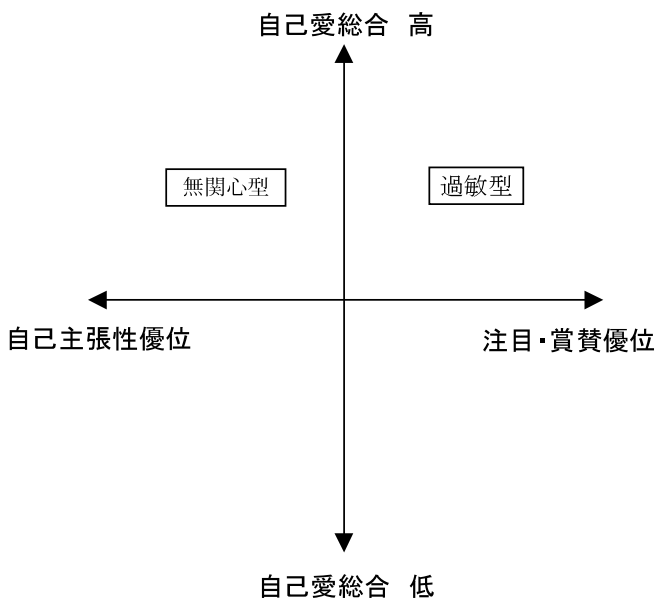 自己愛総合 高
無関心型
過敏型
自己主張性優位
注目・賞賛優位
自己愛総合 低